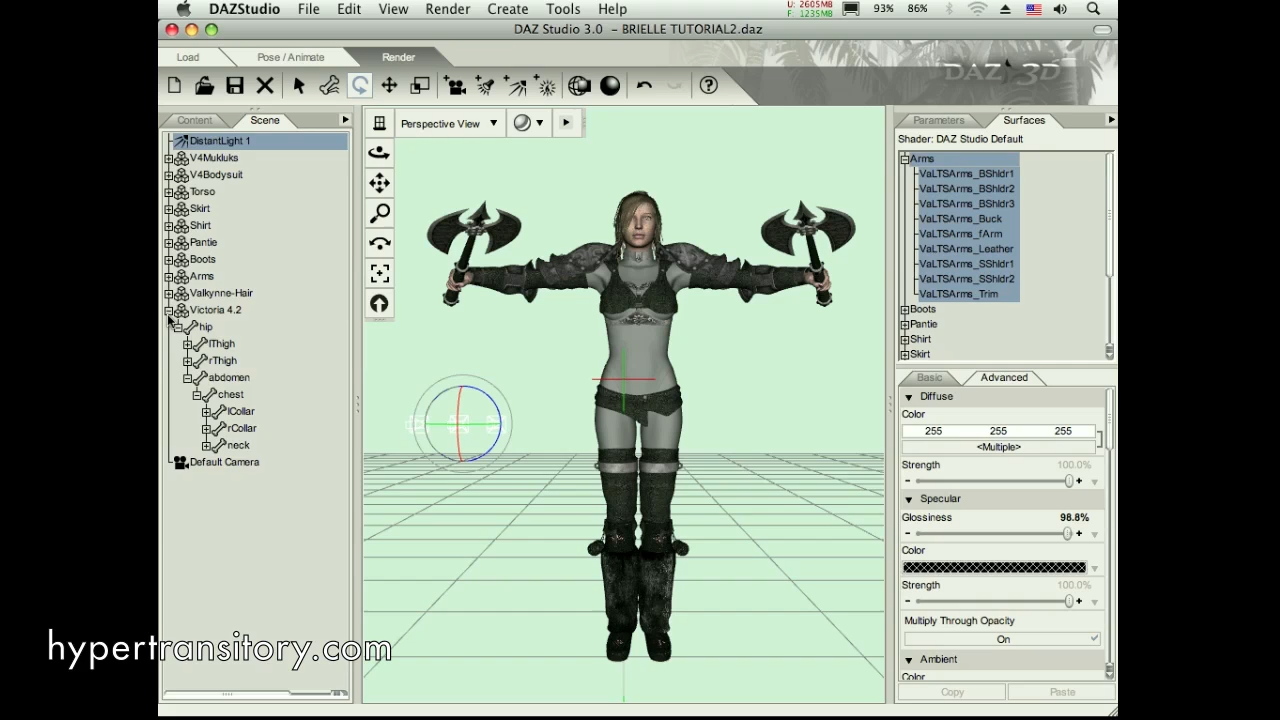 DAZStudio File Edit View Render Create Tools Help U: 2605MB F: 1235MB 93% 86%
DAZ Studio 3.0 - BRIELLE TUTORIAL2.daz
Load Pose / Animate Render
DAZ 3D
Content Scene
DistantLight 1
V4Mukluks
V4Bodysuit
Torso
Skirt
Shirt
Pantie
Boots
Arms
Valkynne-Hair
Victoria 4.2
hip
lThigh
rThigh
abdomen
chest
lCollar
rCollar
neck
Default Camera
Perspective View
Parameters Surfaces
Shader: DAZ Studio Default
Arms
VaLTSArms_BShldr1
VaLTSArms_BShldr2
VaLTSArms_BShldr3
VaLTSArms_Buck
VaLTSArms_fArm
VaLTSArms_Leather
VaLTSArms_SShldr1
VaLTSArms_SShldr2
VaLTSArms_Trim
Boots
Pantie
Shirt
Skirt
Basic Advanced
Diffuse
Color
255 255 255
<Multiple>
Strength 100.0%
- +
Specular
Glossiness 98.8%
- +
Color
Strength 100.0%
- +
Multiply Through Opacity
On
Ambient
Color
Copy Paste
hypertransitory.com